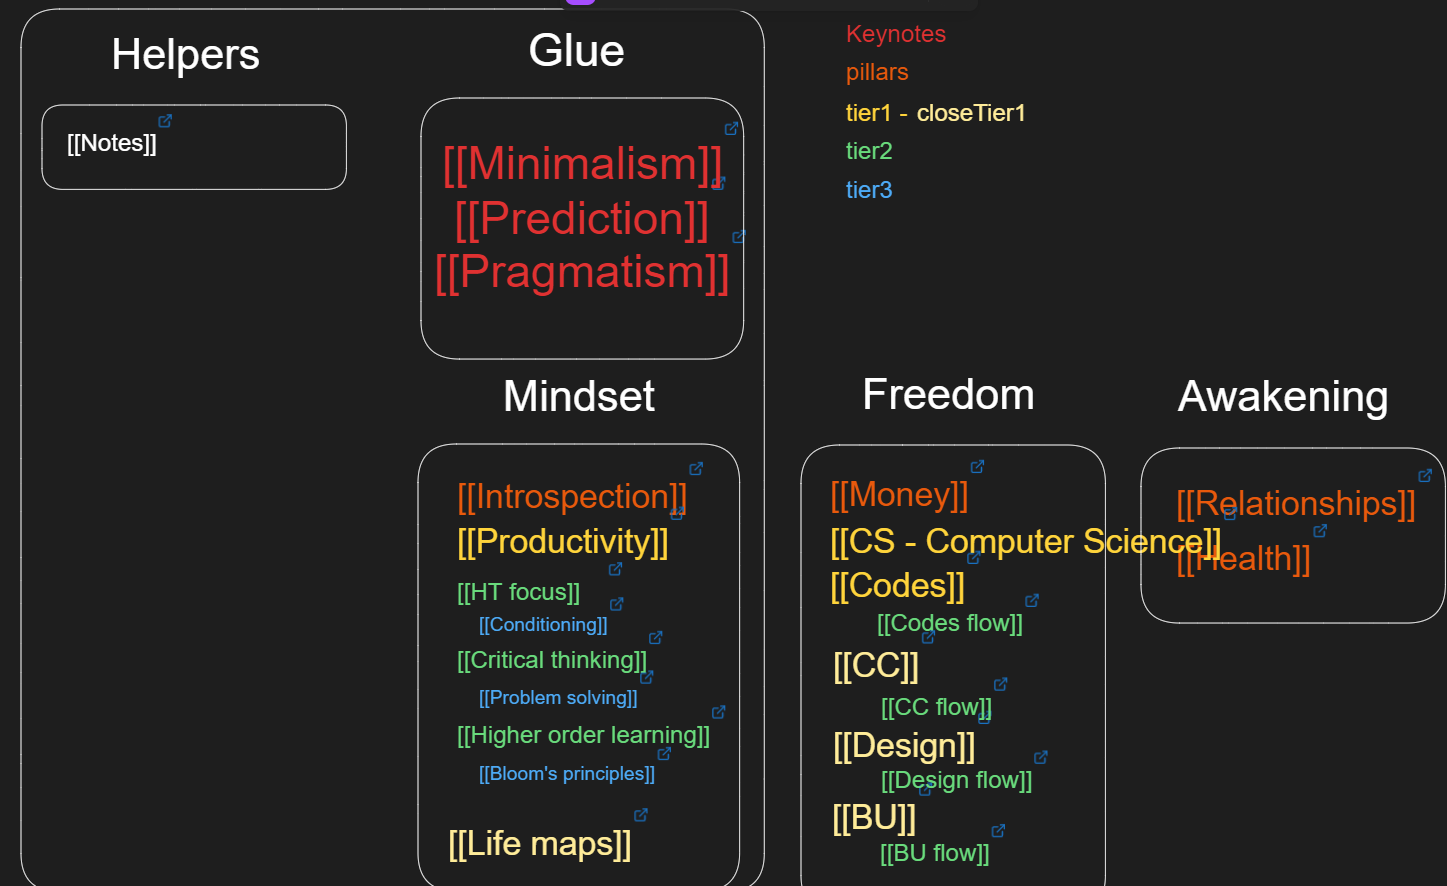 Helpers
[[Notes]]
Glue
[[Minimalism]]
[[Prediction]]
[[Pragmatism]]
Keynotes
pillars
tier1 - closeTier1
tier2
tier3
Mindset
[[Introspection]]
[[Productivity]]
[[HT focus]]
[[Conditioning]]
[[Critical thinking]]
[[Problem solving]]
[[Higher order learning]]
[[Bloom's principles]]
[[Life maps]]
Freedom
[[Money]]
[[CS - Computer Science]]
[[Codes]]
[[Codes flow]]
[[CC]]
[[CC flow]]
[[Design]]
[[Design flow]]
[[BU]]
[[BU flow]]
Awakening
[[Relationships]]
[[Health]]